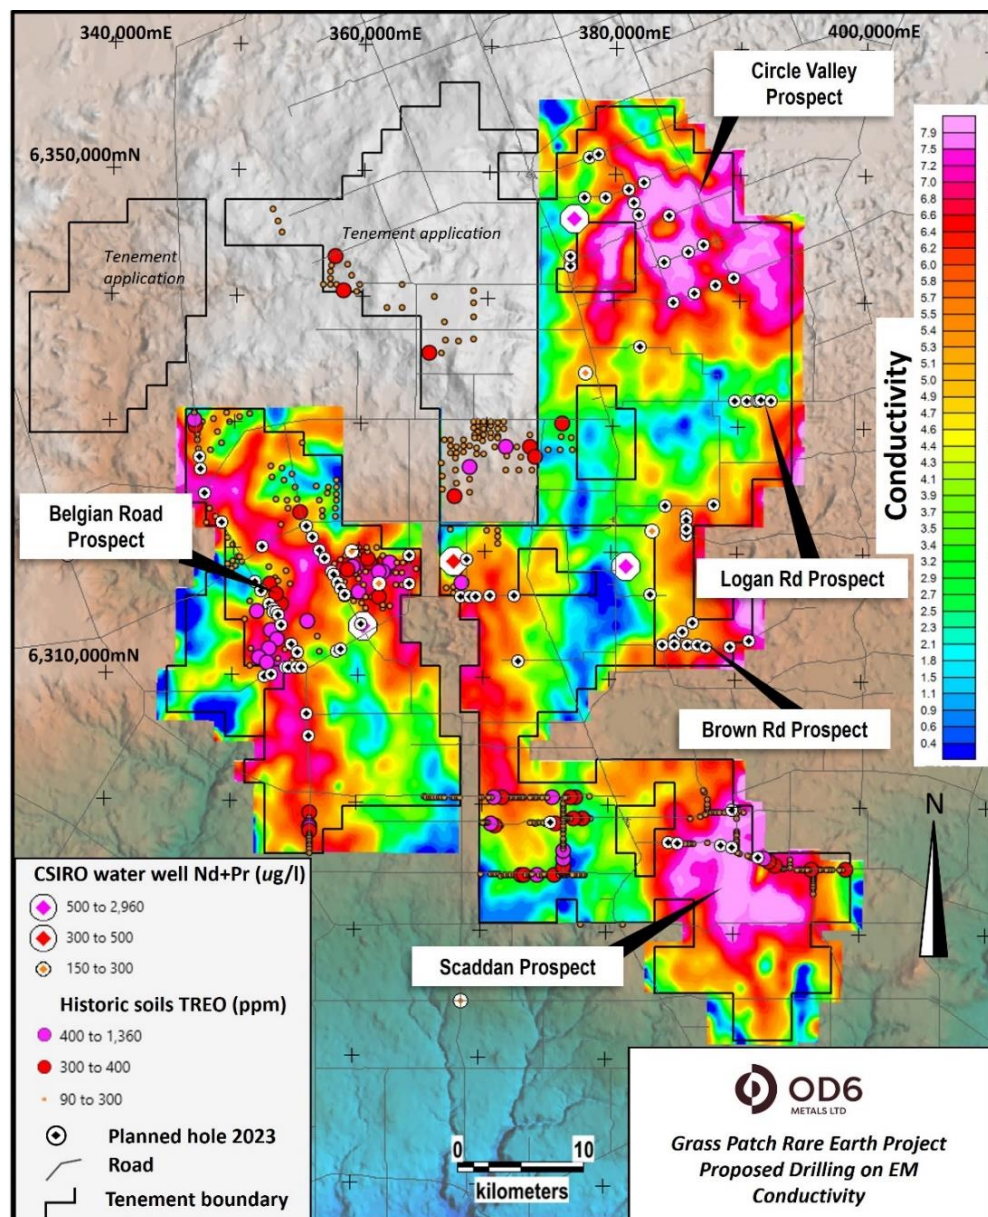 340,000mE
360,000mE
380,000mE
400,000mE
Circle Valley
Prospect
6,350,000mN
Tenement application
Tenement
application
Conductivity
7.9
7.5
7.2
7.0
6.8
6.6
6.4
6.2
6.0
5.8
5.5
5.3
5.1
4.9
5.0
4.7
4.6
4.4
4.3
4.1
3.9
3.8
3.7
3.5
3.4
3.2
2.9
2.7
2.5
2.3
2.1
1.8
1.5
1.1
0.9
0.6
0.4
Belgian Road
Prospect
Logan Rd Prospect
6,310,000mN
Brown Rd Prospect
N
Scaddan Prospect
CSIRO water well Nd+Pr (ug/l)
500 to 2,960
300 to 500
150 to 300
Historic soils TREO (ppm)
400 to 1,360
300 to 400
90 to 300
Planned hole 2023
Road
Tenement boundary
0 10
kilometers
OD6
METALS LTD
Grass Patch Rare Earth Project
Proposed Drilling on EM
Conductivity